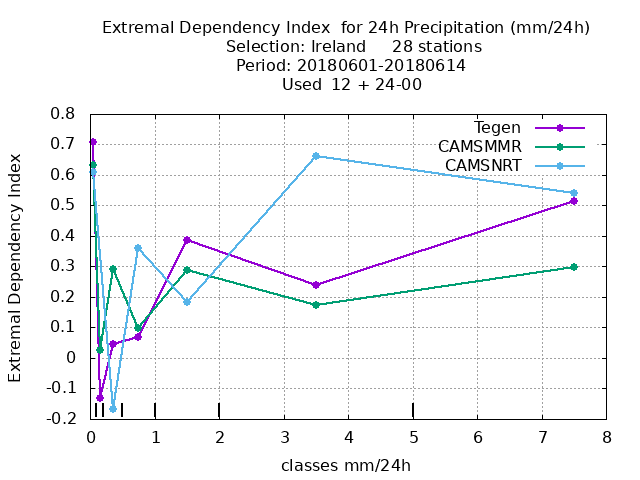 Extremal Dependency Index  for 24h Precipitation (mm/24h)
Selection: Ireland     28 stations
Period: 20180601-20180614
Used  12 + 24-00
Tegen
CAMSMMR
CAMSNRT
Extremal Dependency Index
0.8
0.7
0.6
0.5
0.4
0.3
0.2
0.1
0
-0.1
-0.2
0 1 2 3 4 5 6 7 8
classes mm/24h